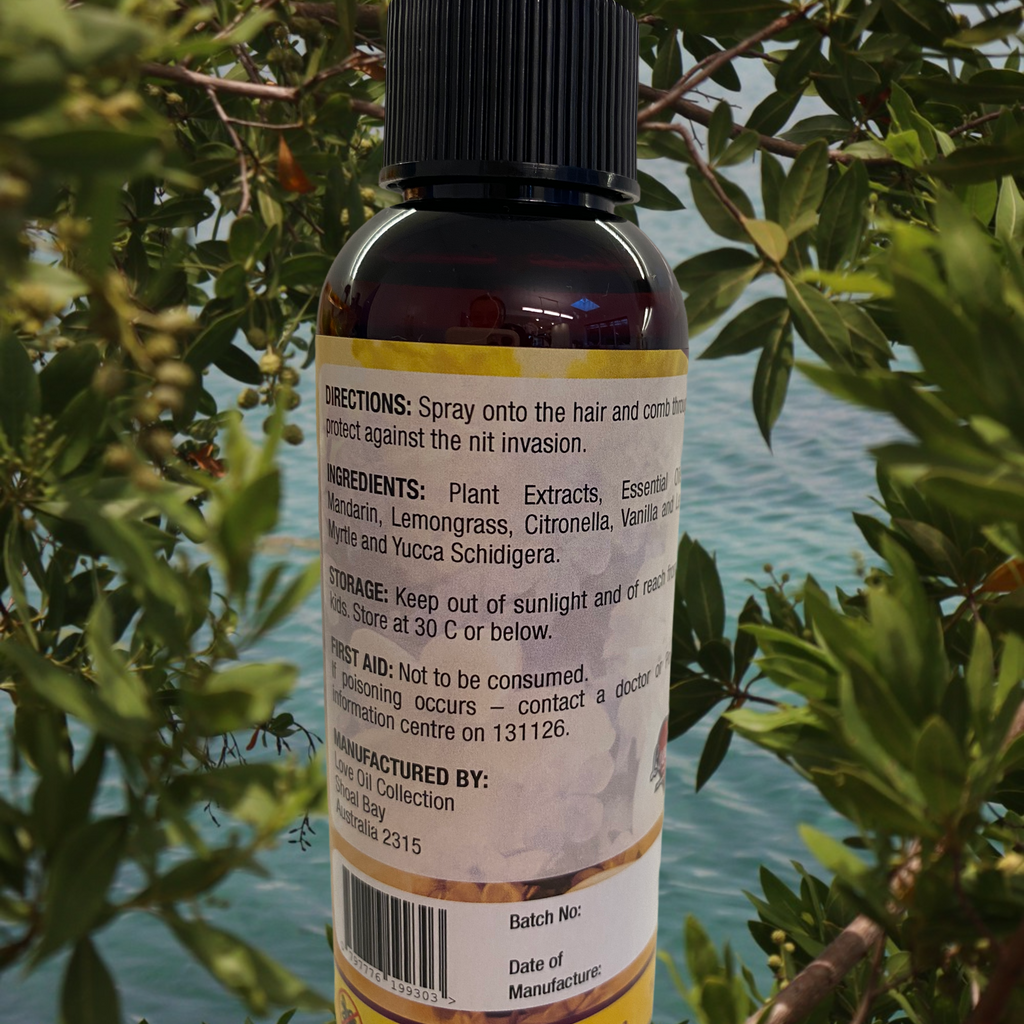 DIRECTIONS: Spray onto the hair and comb
protect against the nit invasion.
INGREDIENTS: Plant Extracts, Essential
Mandarin, Lemongrass, Citronella, Vanilla and
Myrtle and Yucca Schidigera.
STORAGE: Keep out of sunlight and of reach
kids. Store at 30 C or below.
FIRST AID: Not to be consumed.
If poisoning occurs – contact a doctor or
information centre on 131126.
MANUFACTURED BY:
Love Oil Collection
Shoal Bay
Australia 2315
Batch No:
Date of
Manufacture:
797776 199303 >